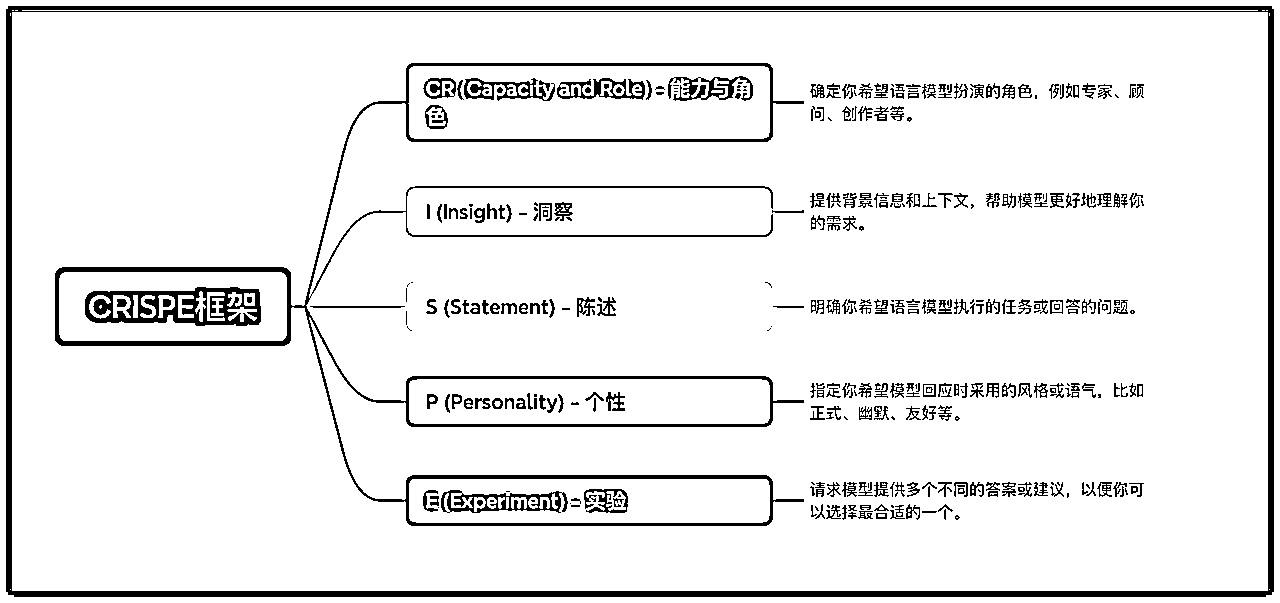 CR (Capacity and Role) – 能力与角
色
确定你希望语言模型扮演的角色，例如专家、顾
问、创作者等。
I (Insight) – 洞察
提供背景信息和上下文，帮助模型更好地理解你
的需求。
CRISPE框架
S (Statement) – 陈述
明确你希望语言模型执行的任务或回答的问题。
P (Personality) – 个性
指定你希望模型回应时采用的风格或语气，比如
正式、幽默、友好等。
E (Experiment) – 实验
请求模型提供多个不同的答案或建议，以便你可
以选择最合适的一个。